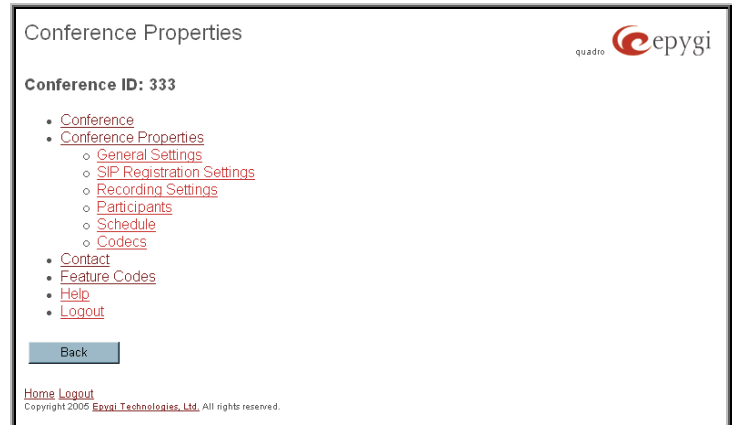 Conference Properties
quadro epygi
Conference ID: 333
Conference
Conference Properties
General Settings
SIP Registration Settings
Recording Settings
Participants
Schedule
Codecs
Contact
Feature Codes
Help
Logout
Back
Home Logout
Copyright 2005 Epygi Technologies, Ltd. All rights reserved.